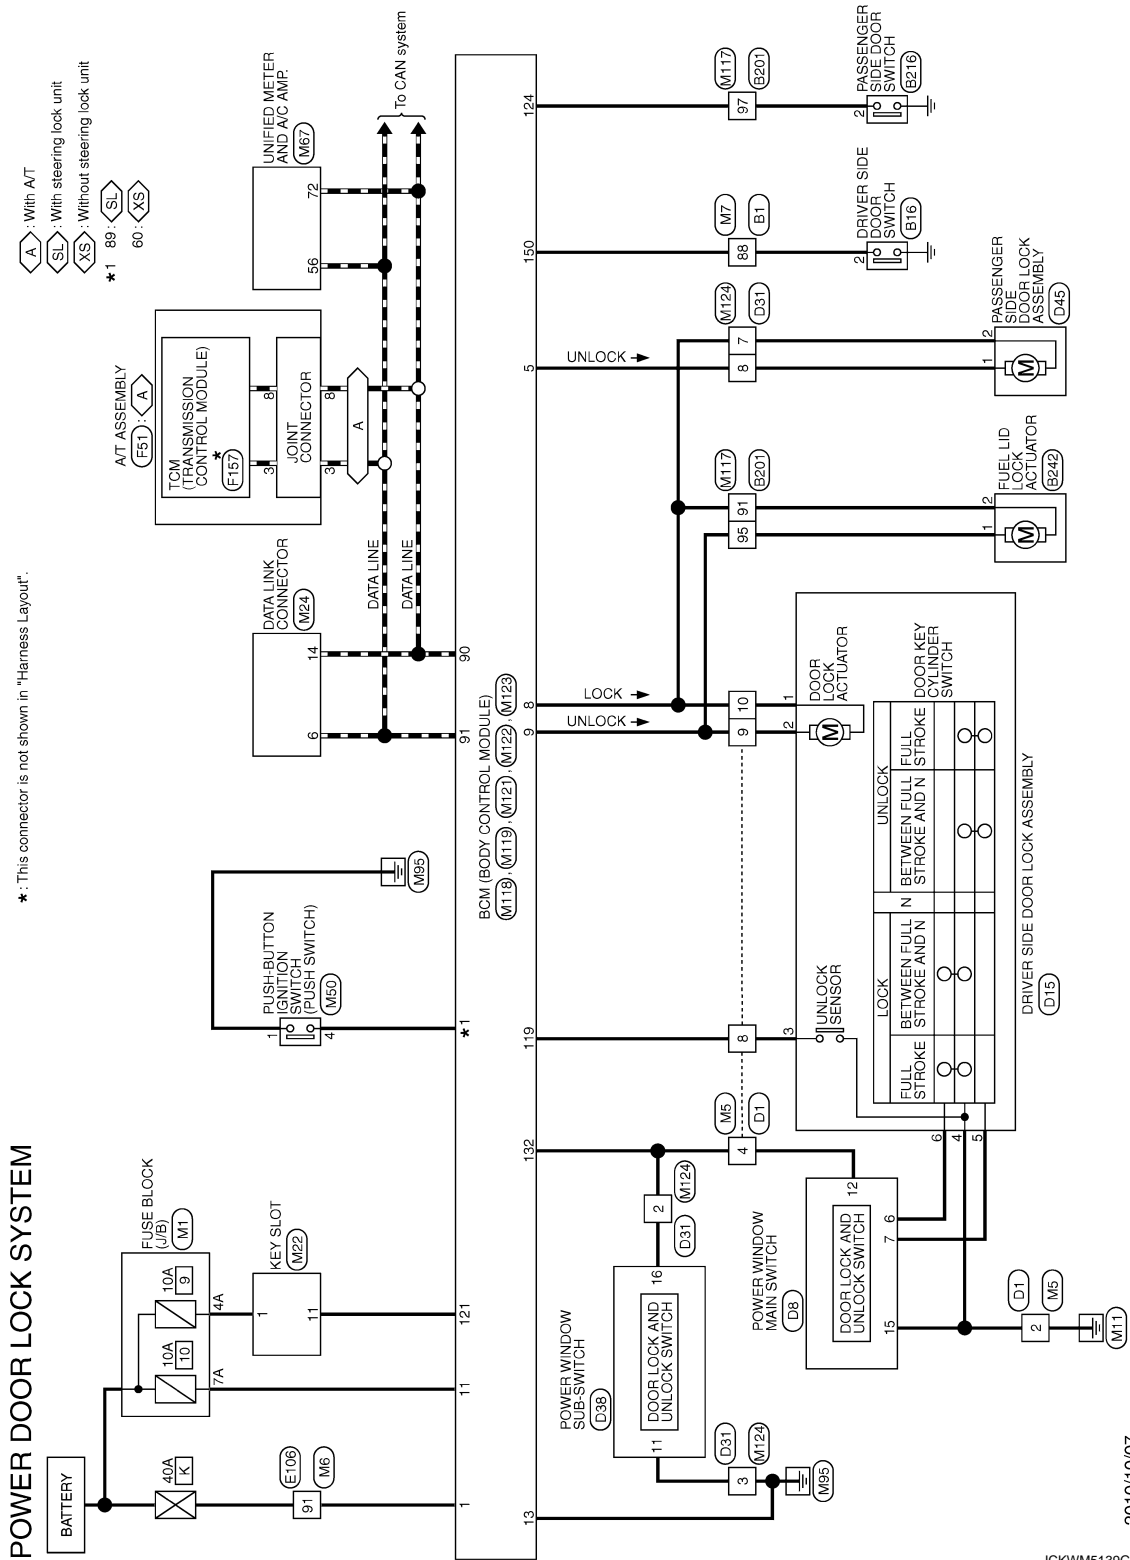 POWER DOOR LOCK SYSTEM
★ : This connector is not shown in "Harness Layout".
A : With A/T
SL : With steering lock unit
XS : Without steering lock unit
★1 89 : SL
60 : XS
BATTERY
40A
K
E106
91
M6
1
FUSE BLOCK
(J/B)
M1
10A
10
10A
9
7A
4A
11
KEY SLOT
M22
1
11
121
PUSH-BUTTON
IGNITION
SWITCH
(PUSH SWITCH)
M50
1
4
★1
M95
DATA LINK
CONNECTOR
M24
6
14
91
90
DATA LINE
DATA LINE
A/T ASSEMBLY
F51 : A
TCM
(TRANSMISSION
CONTROL MODULE)
★
F157
3
8
JOINT
CONNECTOR
3
8
A
UNIFIED METER
AND A/C AMP.
M67
56
72
To CAN system
BCM (BODY CONTROL MODULE)
M118 , M119 , M121 , M122 , M123
13
132
119
9
8
5
150
124
UNLOCK
LOCK
UNLOCK
POWER WINDOW
SUB-SWITCH
D38
DOOR LOCK AND
UNLOCK SWITCH
11
16
D31
3
M124
M95
M124
2
D31
M5
4
D1
8
9
10
POWER WINDOW
MAIN SWITCH
D8
DOOR LOCK AND
UNLOCK SWITCH
12
6
7
15
D1
2
M5
M11
6
4
5
3
UNLOCK
SENSOR
2
1
M
DOOR
LOCK
ACTUATOR
LOCK
UNLOCK
FULL
STROKE
BETWEEN FULL
STROKE AND N
N
BETWEEN FULL
STROKE AND N
FULL
STROKE
DOOR KEY
CYLINDER
SWITCH
DRIVER SIDE DOOR LOCK ASSEMBLY
D15
M117
95
91
B201
1
2
M
FUEL LID
LOCK
ACTUATOR
B242
M124
8
7
D31
1
2
M
PASSENGER
SIDE
DOOR LOCK
ASSEMBLY
D45
M7
88
B1
2
DRIVER SIDE
DOOR
SWITCH
B16
M117
97
B201
2
PASSENGER
SIDE DOOR
SWITCH
B216